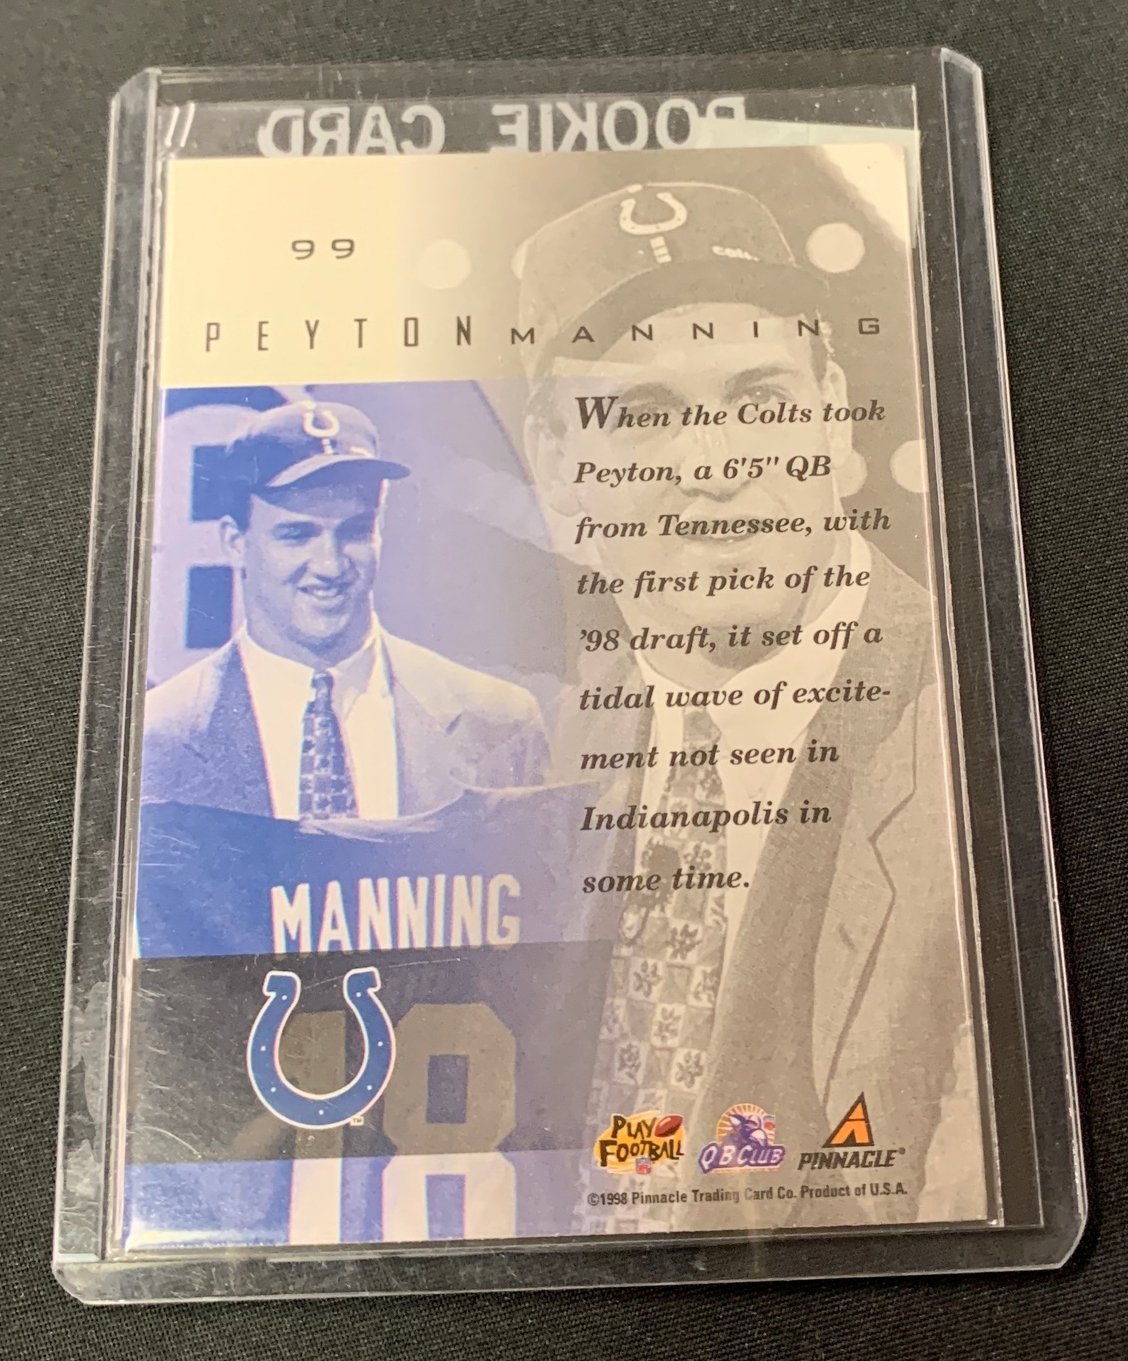 ROOKIE CARD
99
PEYTON MANNING
When the Colts took
Peyton, a 6'5" QB
from Tennessee, with
the first pick of the
'98 draft, it set off a
tidal wave of excite-
ment not seen in
Indianapolis in
some time.
Colts
MANNING
18
TM
PLAY
FOOTBALL
QB CLUB
PINNACLE®
©1998 Pinnacle Trading Card Co. Product of U.S.A.